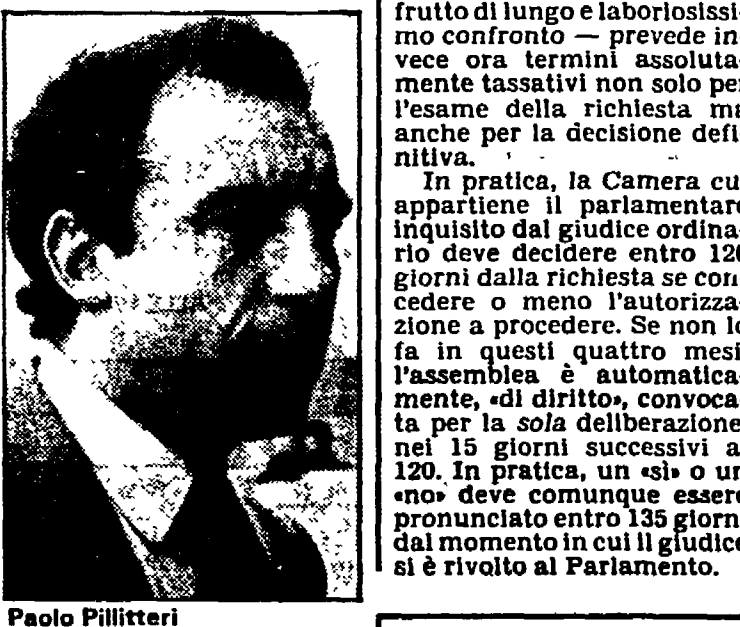 frutto di lungo e laboriosissi-
mo confronto — prevede in-
vece ora termini assoluta-
mente tassativi non solo per
l'esame della richiesta ma
anche per la decisione defi-
nitiva.
In pratica, la Camera cu
appartiene il parlamentare
inquisito dal giudice ordina-
rio deve decidere entro 120
giorni dalla richiesta se con-
cedere o meno l'autorizza-
zione a procedere. Se non lo
fa in questi quattro mesi
l'assemblea è automatica-
mente, «di diritto», convoca-
ta per la sola deliberazione
nei 15 giorni successivi a
120. In pratica, un «sì» o un
«no» deve comunque essere
pronunciato entro 135 giorn
dal momento in cui il giudice
si è rivolto al Parlamento.
Paolo Pillitteri